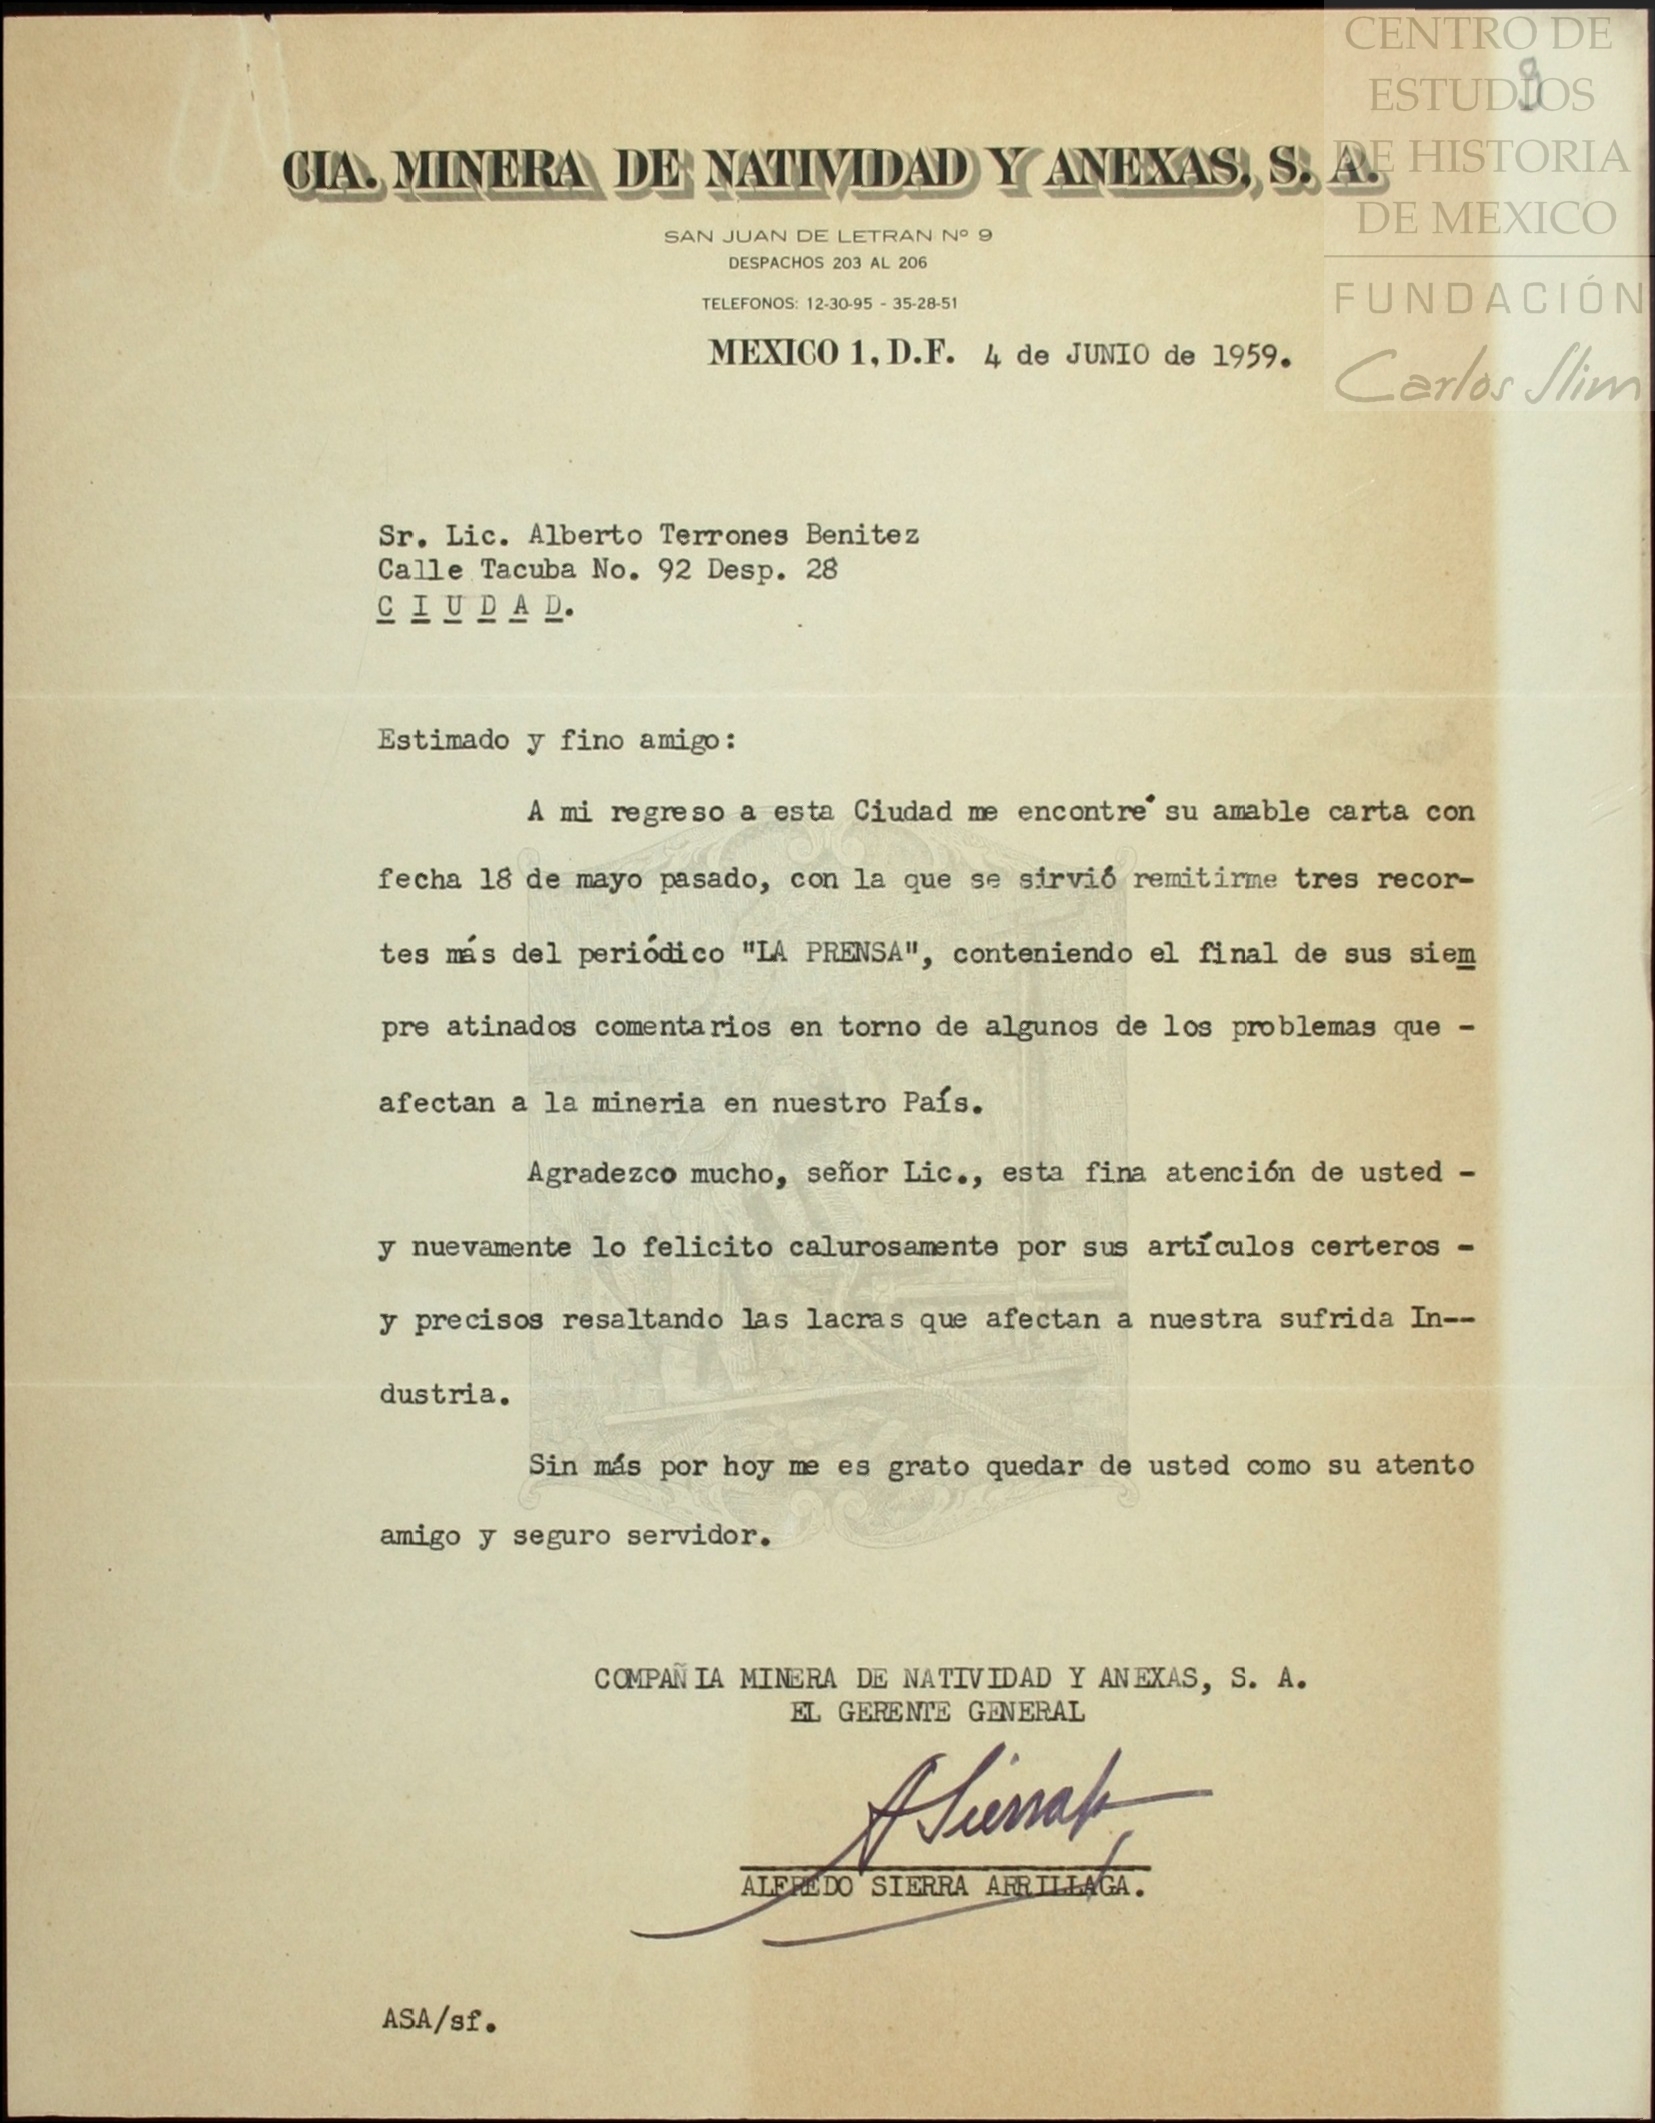 CENTRO DE
ESTUDIOS
DE HISTORIA
DE MEXICO
FUNDACIÓN
Carlos Slim
8
CIA. MINERA DE NATIVIDAD Y ANEXAS, S. A.
SAN JUAN DE LETRAN Nº 9
DESPACHOS 203 AL 206
TELEFONOS: 12-30-95 - 35-28-51
MEXICO 1, D.F. 4 de JUNIO de 1959.
Sr. Lic. Alberto Terrones Benitez
Calle Tacuba No. 92 Desp. 28
C I U D A D.
Estimado y fino amigo:
A mi regreso a esta Ciudad me encontré su amable carta con
fecha 18 de mayo pasado, con la que se sirvió remitirme tres recor-
tes más del periódico "LA PRENSA", conteniendo el final de sus siem
pre atinados comentarios en torno de algunos de los problemas que -
afectan a la mineria en nuestro País.
Agradezco mucho, señor Lic., esta fina atención de usted -
y nuevamente lo felicito calurosamente por sus artículos certeros -
y precisos resaltando las lacras que afectan a nuestra sufrida In--
dustria.
Sin más por hoy me es grato quedar de usted como su atento
amigo y seguro servidor.
COMPAÑIA MINERA DE NATIVIDAD Y ANEXAS, S. A.
EL GERENTE GENERAL
ALFREDO SIERRA ARRILLAGA.
ASA/sf.